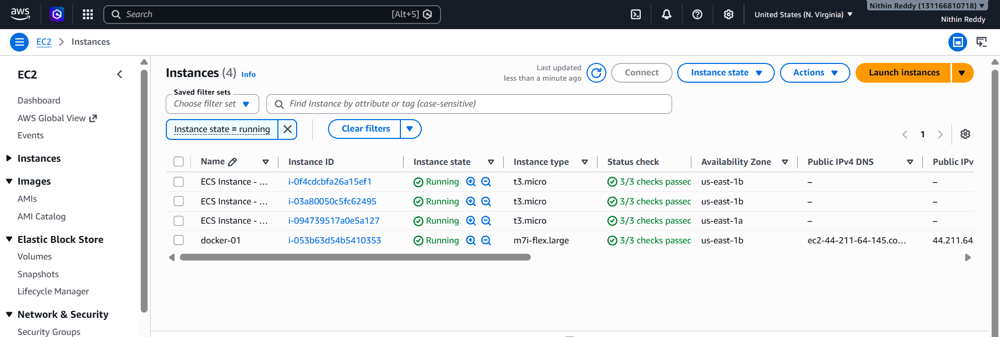 aws
Search [Alt+S]
United States (N. Virginia)
Nithin Reddy (131166810718)
Nithin Reddy
EC2 Instances
EC2
Dashboard
AWS Global View
Events
Instances
Images
AMIs
AMI Catalog
Elastic Block Store
Volumes
Snapshots
Lifecycle Manager
Network & Security
Security Groups
Instances (4) Info
Last updated
less than a minute ago
Connect
Instance state
Actions
Launch instances
Saved filter sets
Choose filter set
Find Instance by attribute or tag (case-sensitive)
Instance state = running
Clear filters
1
Name Instance ID Instance state Instance type Status check Availability Zone Public IPv4 DNS Public IPv
ECS Instance - ... i-0f4cdcbfa26a15ef1 Running t3.micro 3/3 checks passed us-east-1b – –
ECS Instance - ... i-03a80050c5fc62495 Running t3.micro 3/3 checks passed us-east-1b – –
ECS Instance - ... i-094739517a0e5a127 Running t3.micro 3/3 checks passed us-east-1a – –
docker-01 i-053b63d54b5410353 Running m7i-flex.large 3/3 checks passed us-east-1b ec2-44-211-64-145.co... 44.211.64.